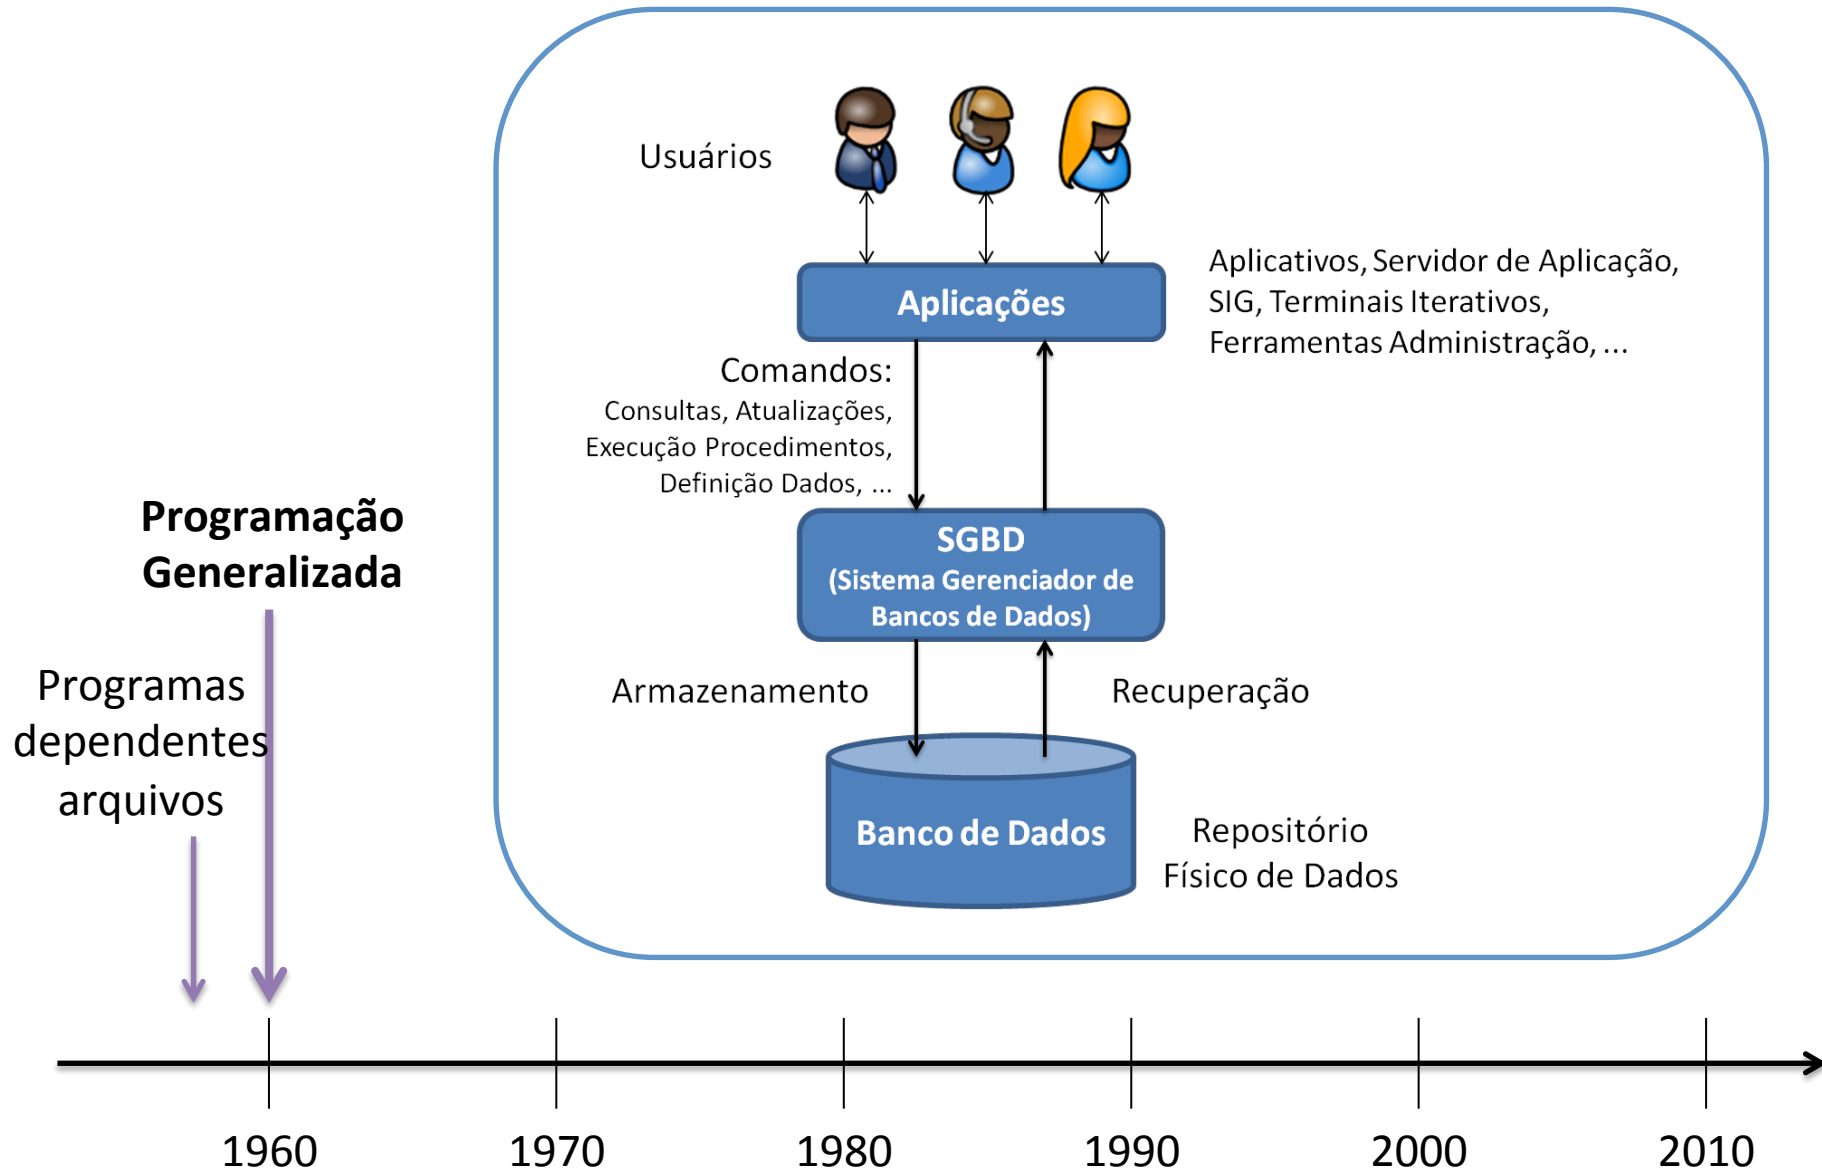 Usuários
Aplicações
Aplicativos, Servidor de Aplicação,
SIG, Terminais Iterativos,
Ferramentas Administração, ...
Comandos:
Consultas, Atualizações,
Execução Procedimentos,
Definição Dados, ...
SGBD
(Sistema Gerenciador de
Bancos de Dados)
Armazenamento
Recuperação
Banco de Dados
Repositório
Físico de Dados
Programação
Generalizada
Programas
dependentes
arquivos
1960
1970
1980
1990
2000
2010